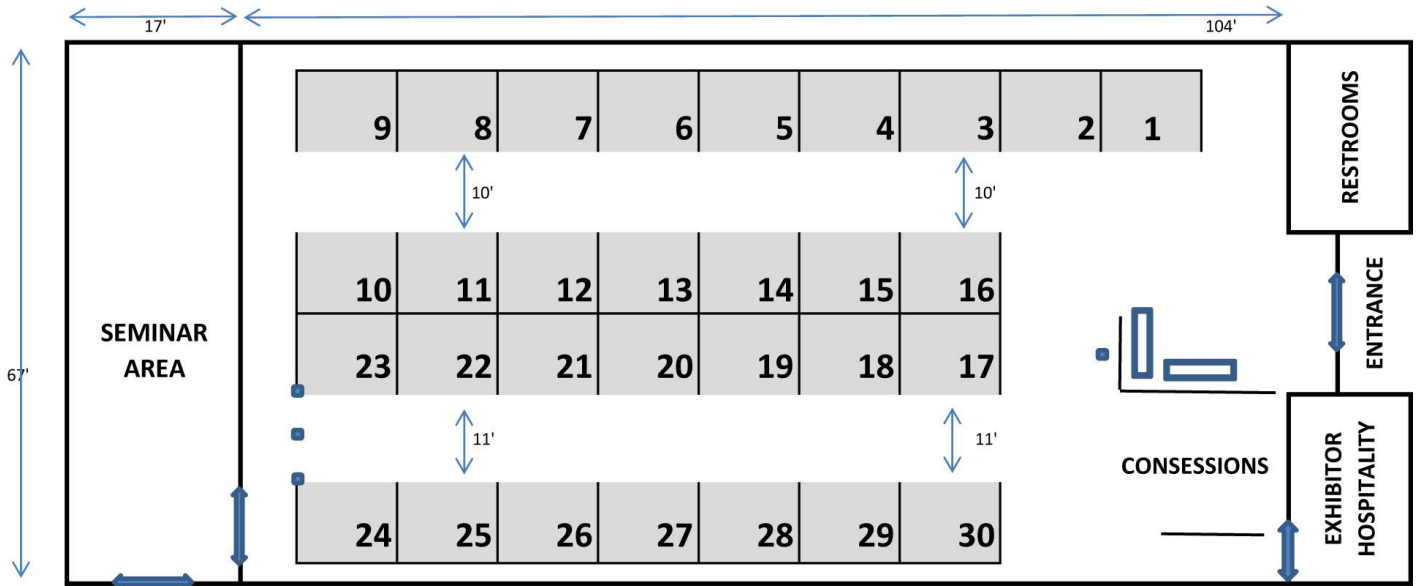 17'
104'
9 8 7 6 5 4 3 2 1
RESTROOMS
10' 10'
10 11 12 13 14 15 16
ENTRANCE
SEMINAR
AREA
67'
23 22 21 20 19 18 17
11' 11'
CONSESSIONS
EXHIBITOR
HOSPITALITY
24 25 26 27 28 29 30